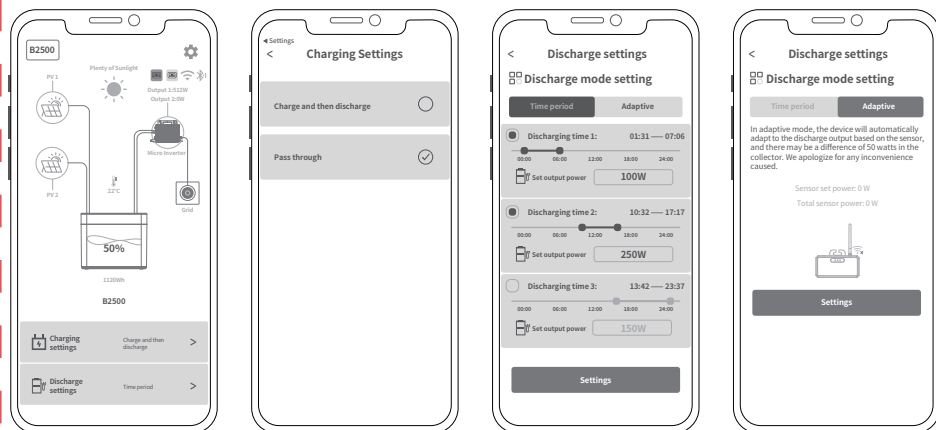 B2500
Plenty of Sunlight
PV 1
Output 1:512W
Output 2:0W
Micro Inverter
PV 2
22°C
Grid
50%
1120Wh
B2500
Charging settings
Charge and then discharge
>
Discharge settings
Time period
>
◀ Settings
< Charging Settings
Charge and then discharge
Pass through
< Discharge settings
Discharge mode setting
Time period Adaptive
Discharging time 1: 01:31 —— 07:06
00:00 06:00 12:00 18:00 24:00
Set output power 100W
Discharging time 2: 10:32 —— 17:17
00:00 06:00 12:00 18:00 24:00
Set output power 250W
Discharging time 3: 13:42 —— 23:37
00:00 06:00 12:00 18:00 24:00
Set output power 150W
Settings
< Discharge settings
Discharge mode setting
Time period Adaptive
In adaptive mode, the device will automatically
adapt to the discharge output based on the sensor,
and there may be a difference of 50 watts in the
collector. We apologize for any inconvenience
caused.
Sensor set power: 0 W
Total sensor power: 0 W
Settings